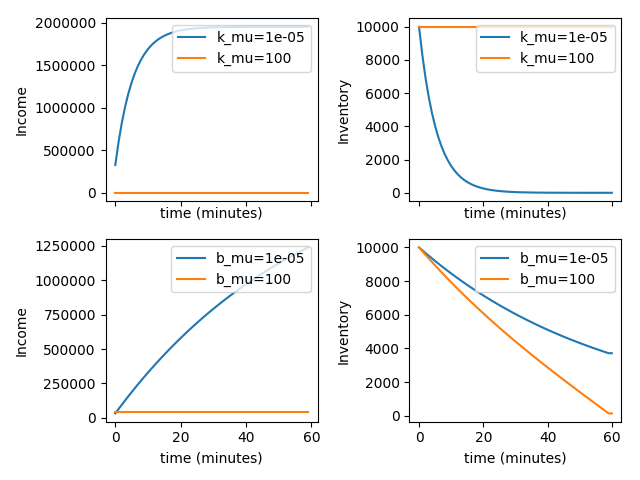 2000000
1500000
1000000
500000
0
Income
k_mu=1e-05
k_mu=100
time (minutes)
10000
8000
6000
4000
2000
0
Inventory
k_mu=1e-05
k_mu=100
time (minutes)
1250000
1000000
750000
500000
250000
0
Income
b_mu=1e-05
b_mu=100
0 20 40 60
time (minutes)
10000
8000
6000
4000
2000
0
Inventory
b_mu=1e-05
b_mu=100
0 20 40 60
time (minutes)